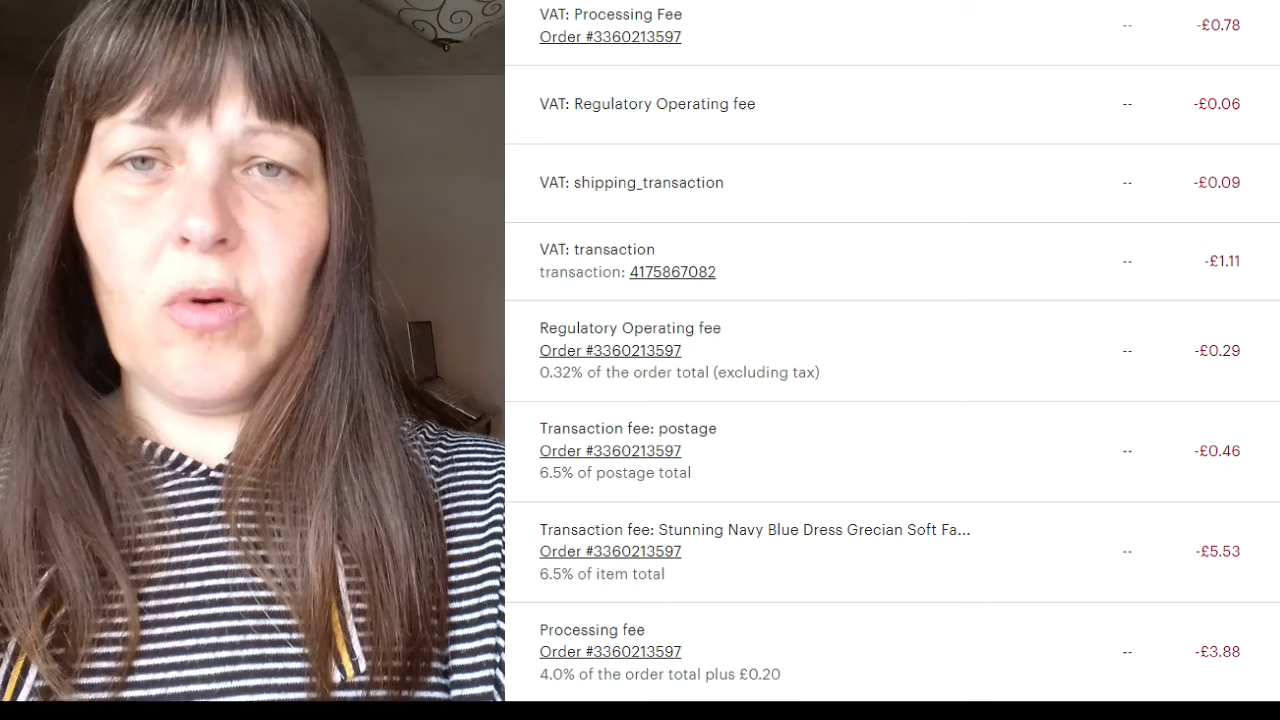 VAT: Processing Fee
Order #3360213597
-- -£0.78
VAT: Regulatory Operating fee
-- -£0.06
VAT: shipping_transaction
-- -£0.09
VAT: transaction
transaction: 4175867082
-- -£1.11
Regulatory Operating fee
Order #3360213597
-- -£0.29
0.32% of the order total (excluding tax)
Transaction fee: postage
Order #3360213597
-- -£0.46
6.5% of postage total
Transaction fee: Stunning Navy Blue Dress Grecian Soft Fa...
Order #3360213597
-- -£5.53
6.5% of item total
Processing fee
Order #3360213597
-- -£3.88
4.0% of the order total plus £0.20